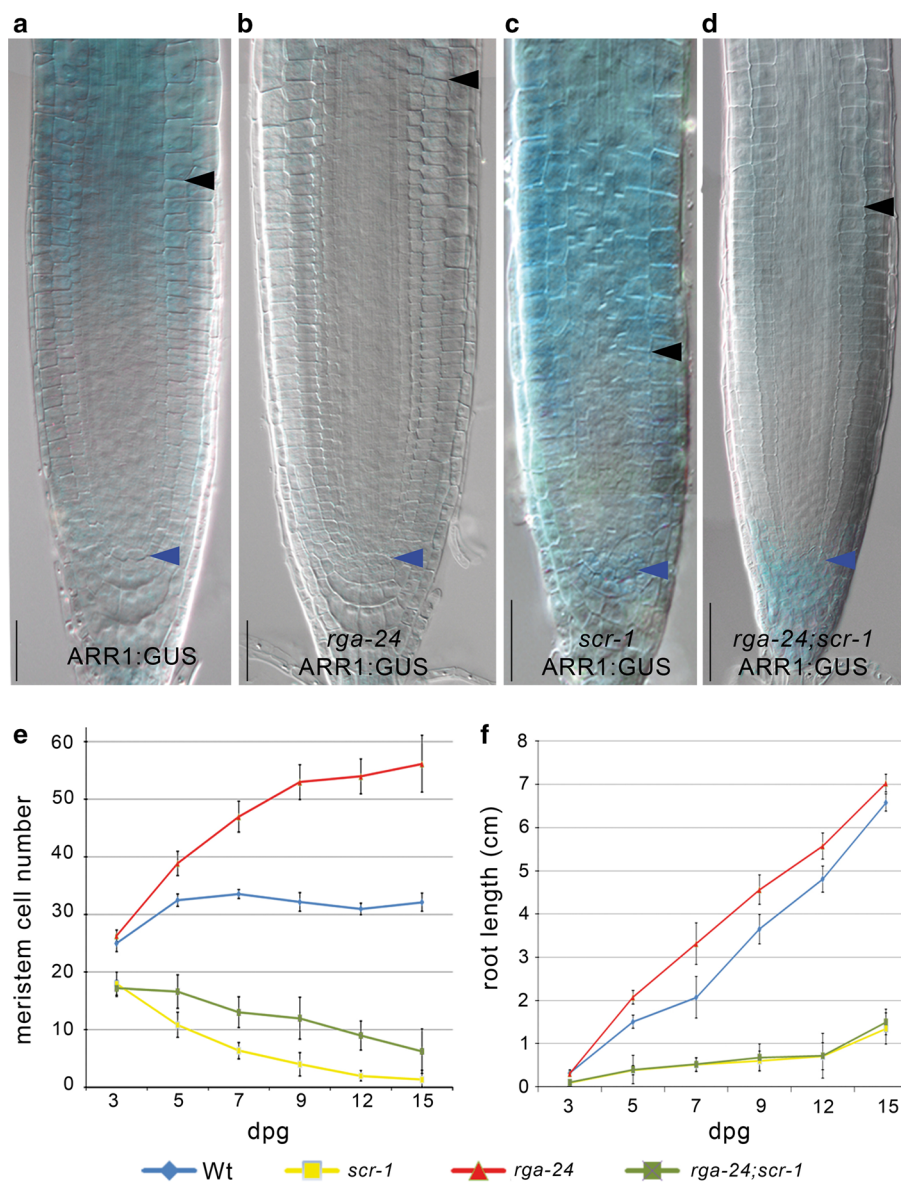 a
b
c
d
ARR1:GUS
rga-24
ARR1:GUS
scr-1
ARR1:GUS
rga-24;scr-1
ARR1:GUS
e
f
meristem cell number
60
50
40
30
20
10
0
3 5 7 9 12 15
dpg
root length (cm)
8
7
6
5
4
3
2
1
0
3 5 7 9 12 15
dpg
Wt
scr-1
rga-24
rga-24;scr-1